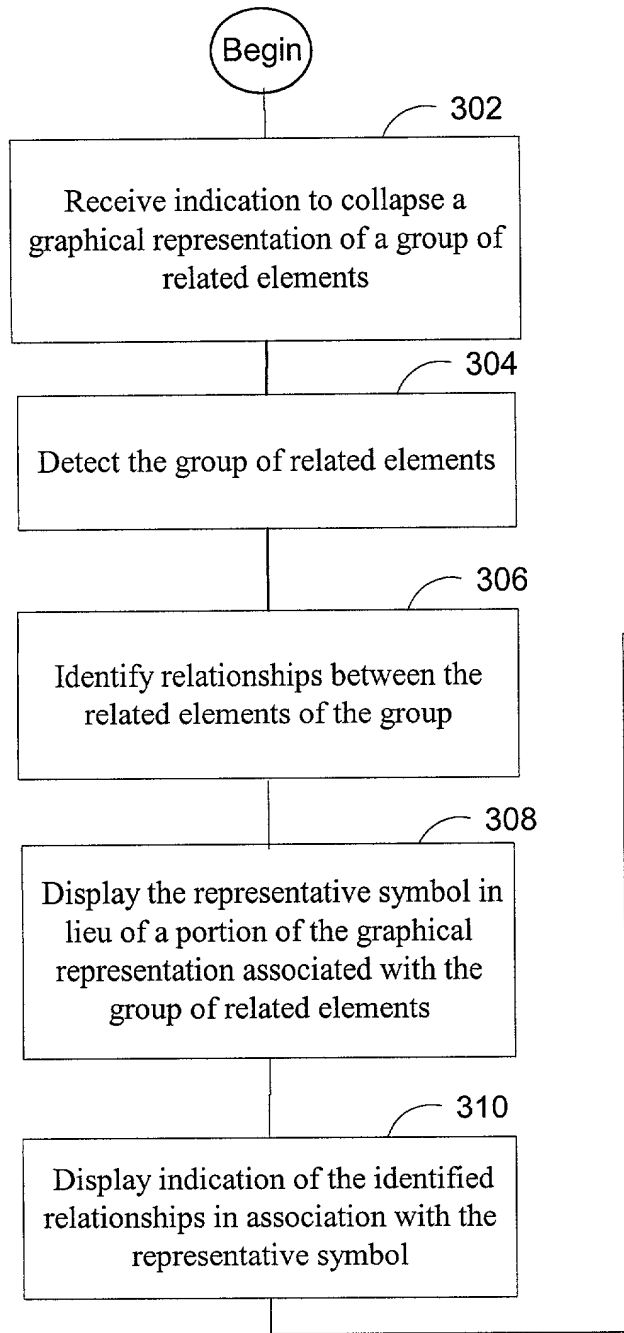 Begin
302
Receive indication to collapse a
graphical representation of a group of
related elements
304
Detect the group of related elements
306
Identify relationships between the
related elements of the group
308
Display the representative symbol in
lieu of a portion of the graphical
representation associated with the
group of related elements
310
Display indication of the identified
relationships in association with the
representative symbol